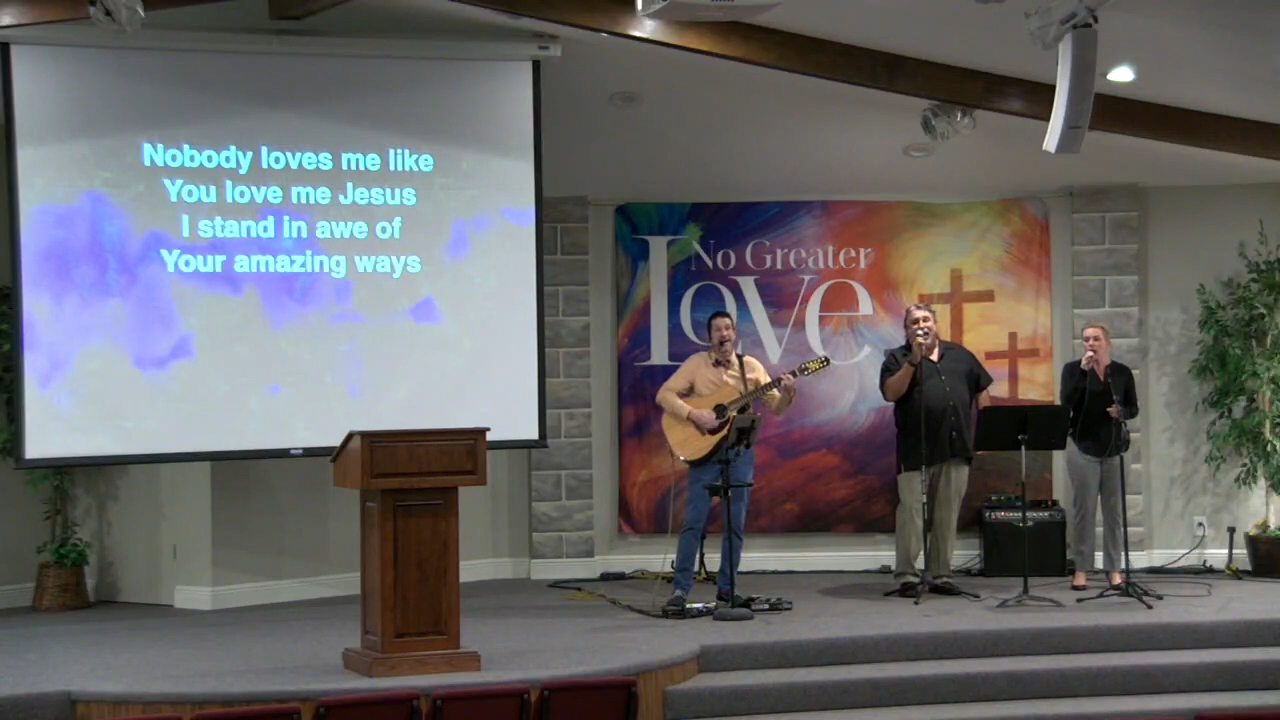 Nobody loves me like
You love me Jesus
I stand in awe of
Your amazing ways
No Greater
Love